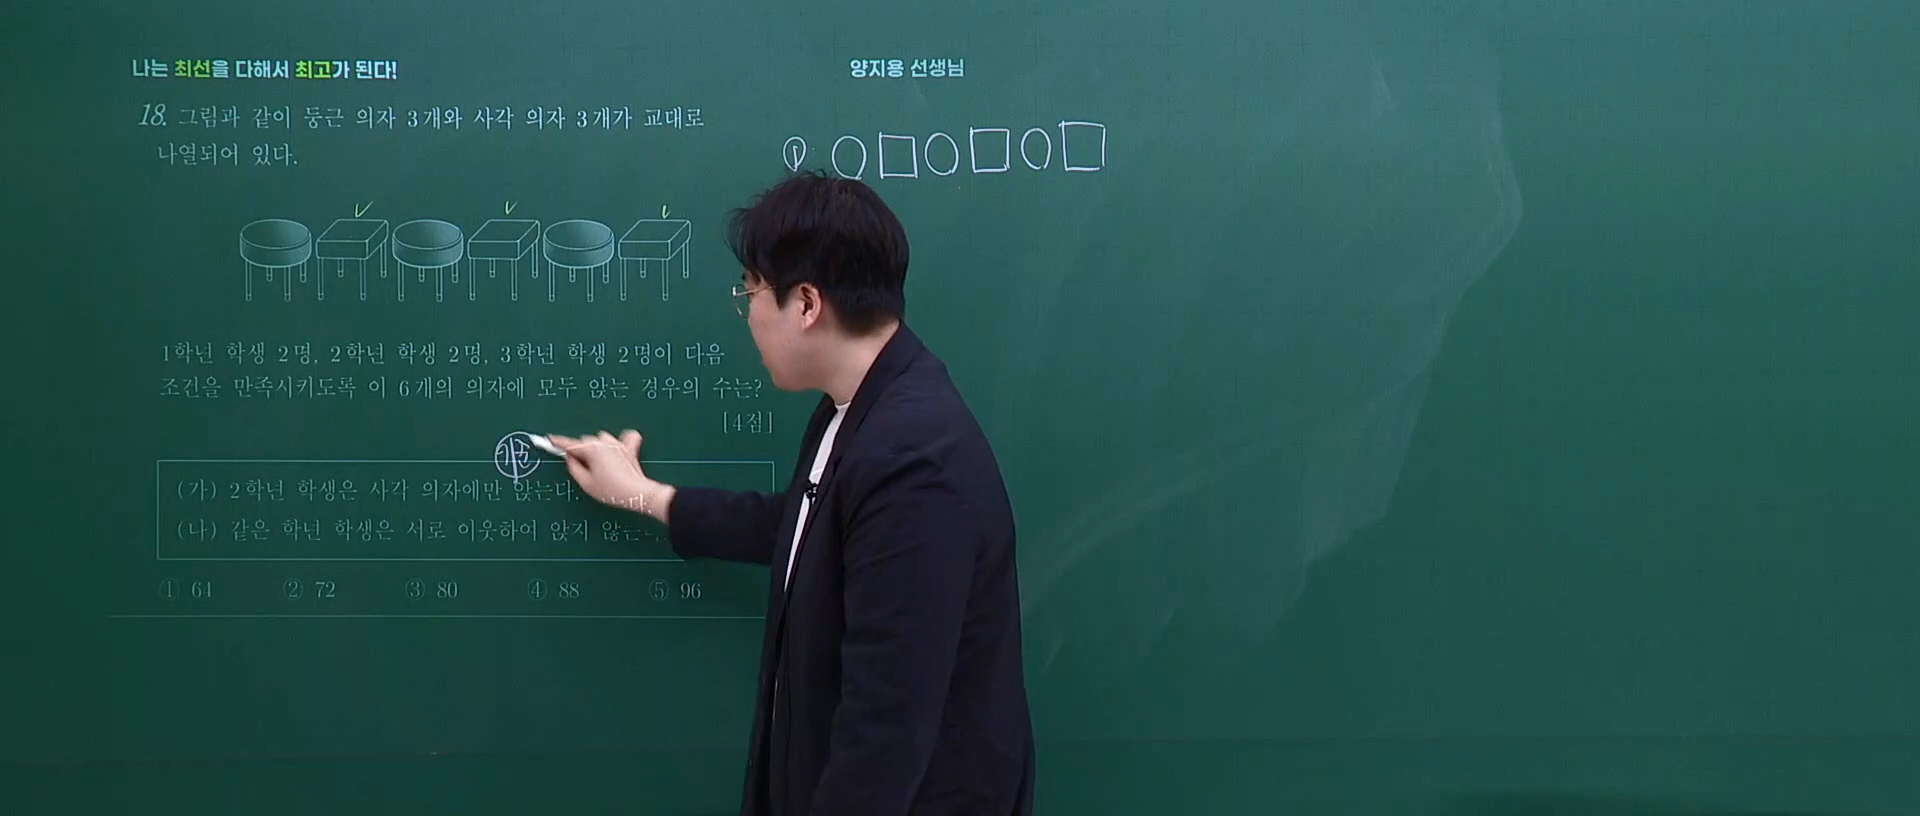 나는 최선을 다해서 최고가 된다!
양지용 선생님
18. 그림과 같이 둥근 의자 3개와 사각 의자 3개가 교대로
나열되어 있다.
1학년 학생 2명, 2학년 학생 2명, 3학년 학생 2명이 다음
조건을 만족시키도록 이 6개의 의자에 모두 앉는 경우의 수는?
[4점]
(가) 2학년 학생은 사각 의자에만 앉는다.
(나) 같은 학년 학생은 서로 이웃하여 앉지
① 64 ② 72 ③ 80 ④ 88 ⑤ 96